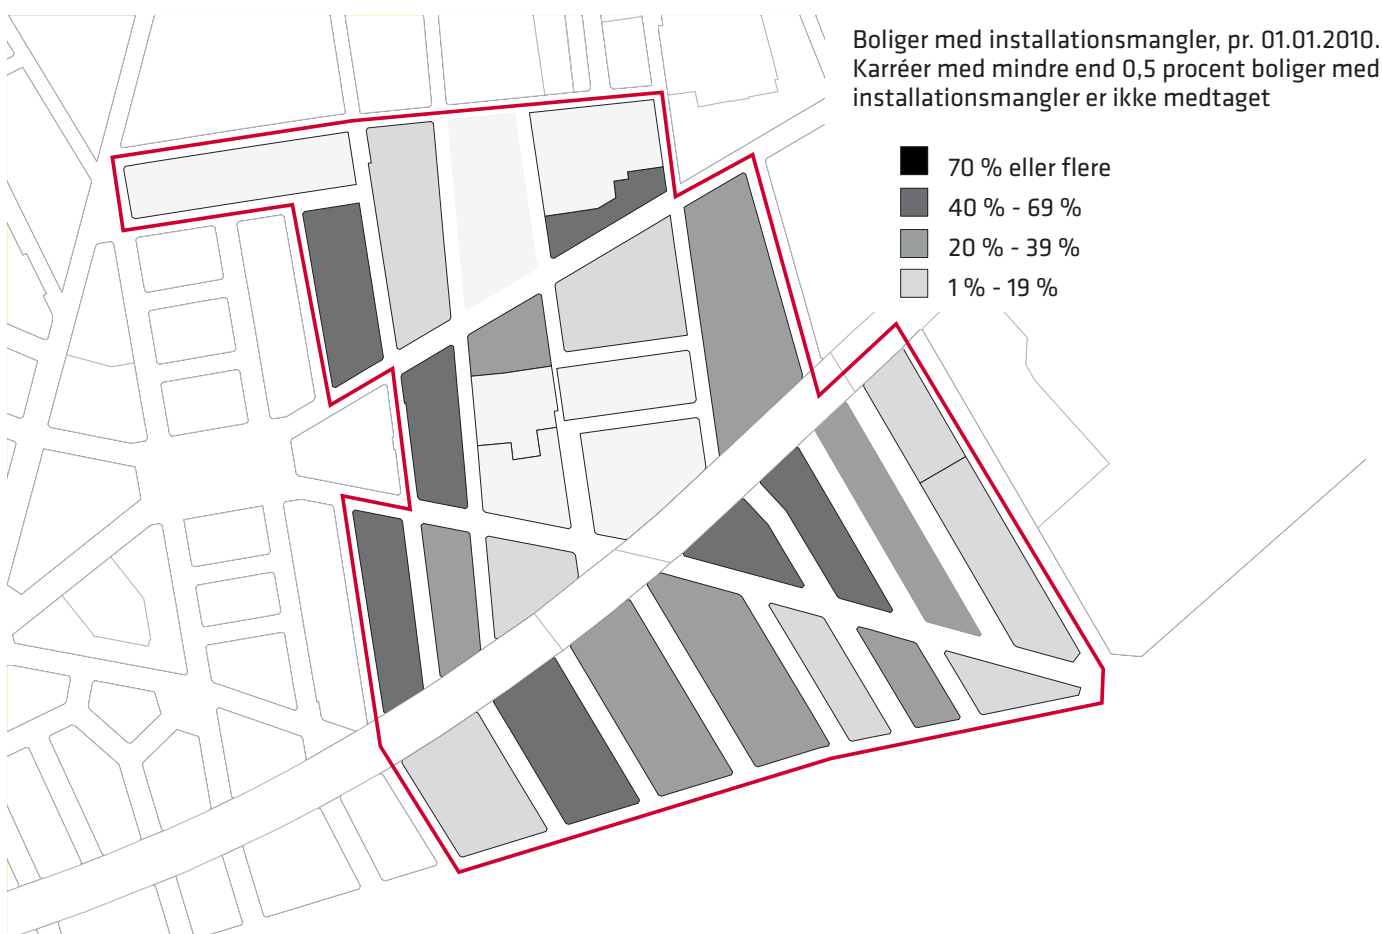 Boliger med installationsmangler, pr. 01.01.2010.
Karréer med mindre end 0,5 procent boliger med
installationsmangler er ikke medtaget
70 % eller flere
40 % - 69 %
20 % - 39 %
1 % - 19 %